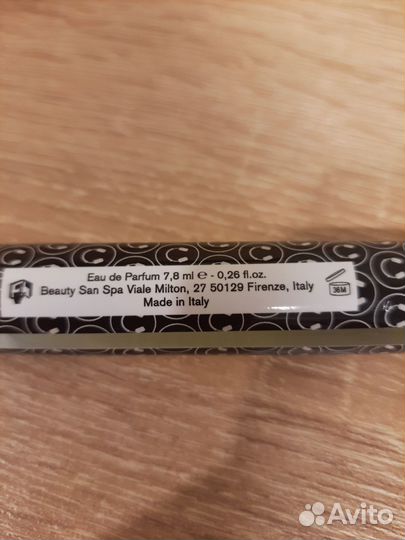 Eau de Parfum 7,8 ml ℮ - 0,26 fl.oz.
Beauty San Spa Viale Milton, 27 50129 Firenze, Italy
Made in Italy
36M
Avito